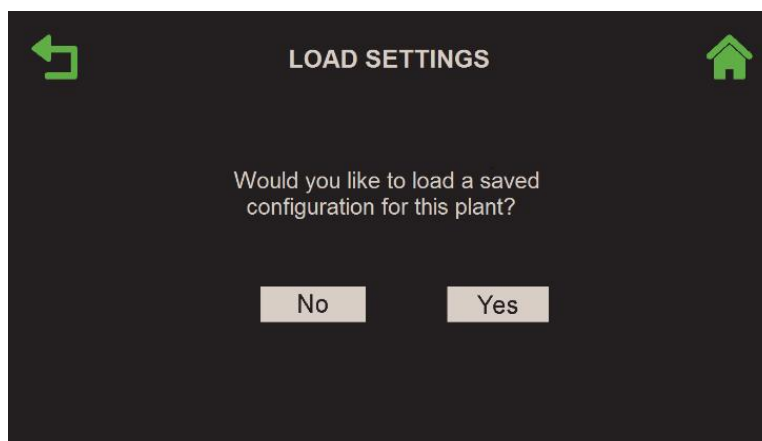 LOAD SETTINGS
Would you like to load a saved
configuration for this plant?
No
Yes